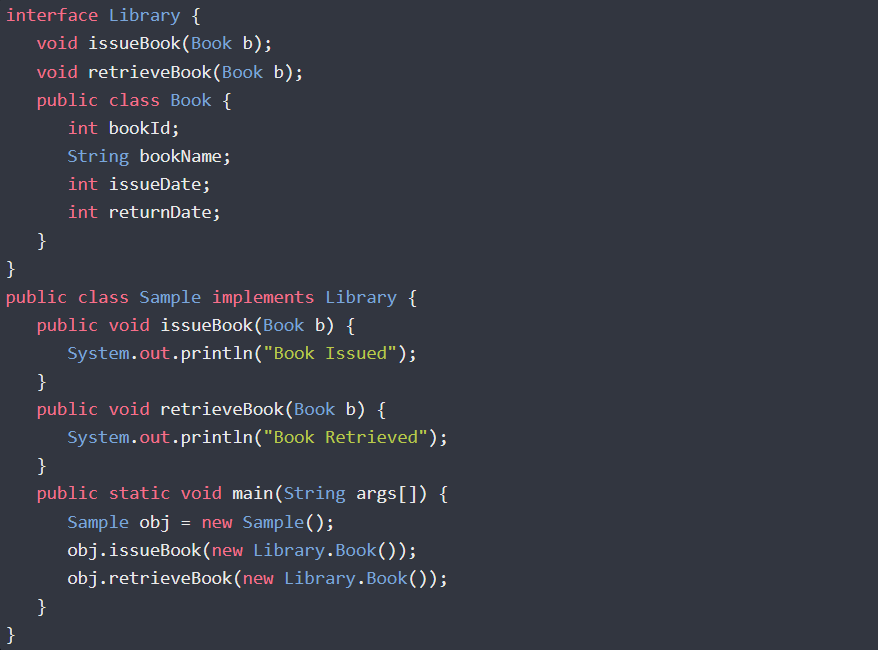 interface Library {
   void issueBook(Book b);
   void retrieveBook(Book b);
   public class Book {
      int bookId;
      String bookName;
      int issueDate;
      int returnDate;
   }
}
public class Sample implements Library {
   public void issueBook(Book b) {
      System.out.println("Book Issued");
   }
   public void retrieveBook(Book b) {
      System.out.println("Book Retrieved");
   }
   public static void main(String args[]) {
      Sample obj = new Sample();
      obj.issueBook(new Library.Book());
      obj.retrieveBook(new Library.Book());
   }
}